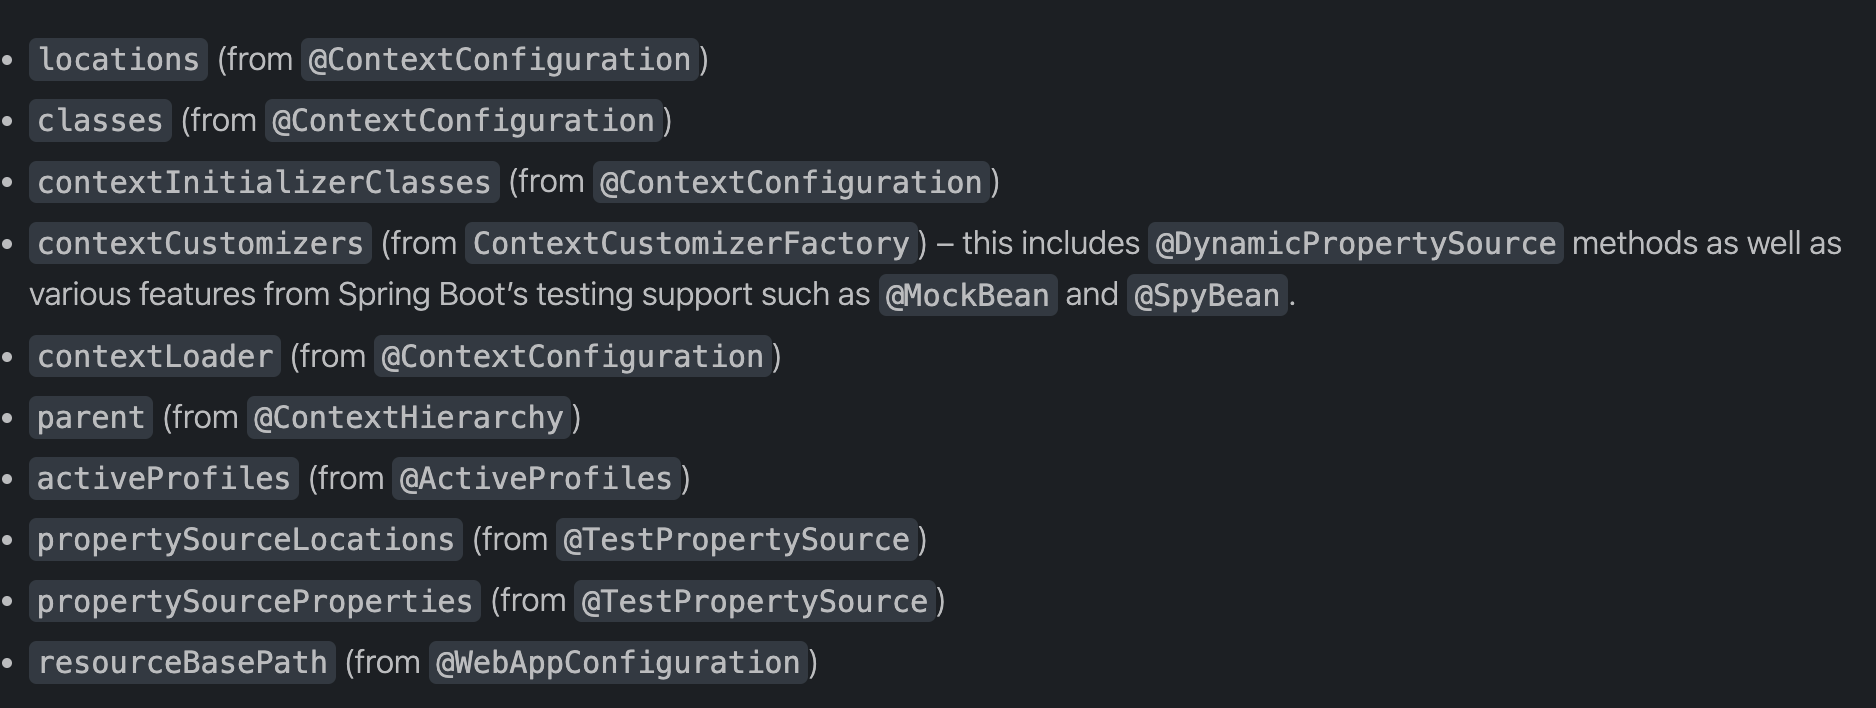 • locations (from @ContextConfiguration)
• classes (from @ContextConfiguration)
• contextInitializerClasses (from @ContextConfiguration)
• contextCustomizers (from ContextCustomizerFactory) – this includes @DynamicPropertySource methods as well as
various features from Spring Boot’s testing support such as @MockBean and @SpyBean.
• contextLoader (from @ContextConfiguration)
• parent (from @ContextHierarchy)
• activeProfiles (from @ActiveProfiles)
• propertySourceLocations (from @TestPropertySource)
• propertySourceProperties (from @TestPropertySource)
• resourceBasePath (from @WebAppConfiguration)